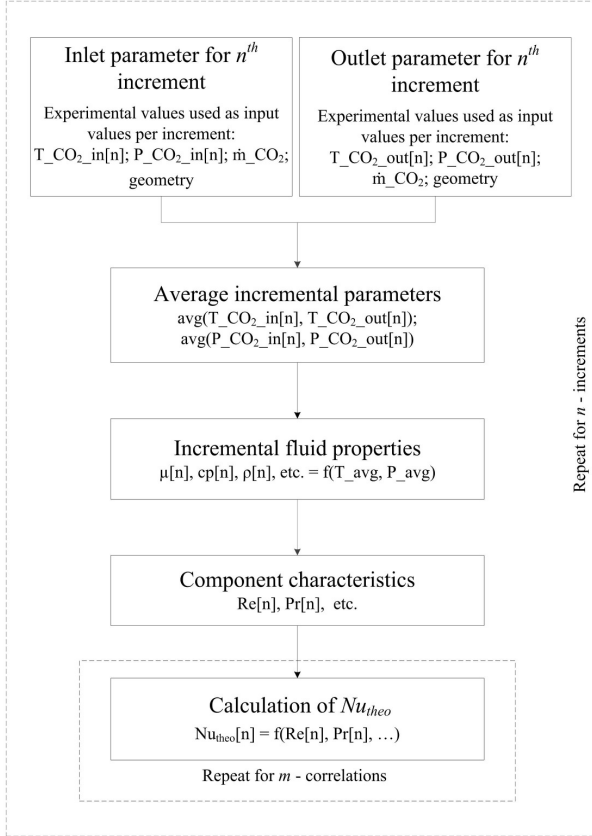 Inlet parameter for nᵗʰ
increment
Experimental values used as input
values per increment:
T_CO₂_in[n]; P_CO₂_in[n]; ṁ_CO₂;
geometry
Outlet parameter for nᵗʰ
increment
Experimental values used as input
values per increment:
T_CO₂_out[n]; P_CO₂_out[n];
ṁ_CO₂; geometry
Average incremental parameters
avg(T_CO₂_in[n], T_CO₂_out[n]);
avg(P_CO₂_in[n], P_CO₂_out[n])
Incremental fluid properties
µ[n], cp[n], ρ[n], etc. = f(T_avg, P_avg)
Component characteristics
Re[n], Pr[n], etc.
Calculation of Nuₜₕₑₒ
Nuₜₕₑₒ[n] = f(Re[n], Pr[n], …)
Repeat for m - correlations
Repeat for n - increments